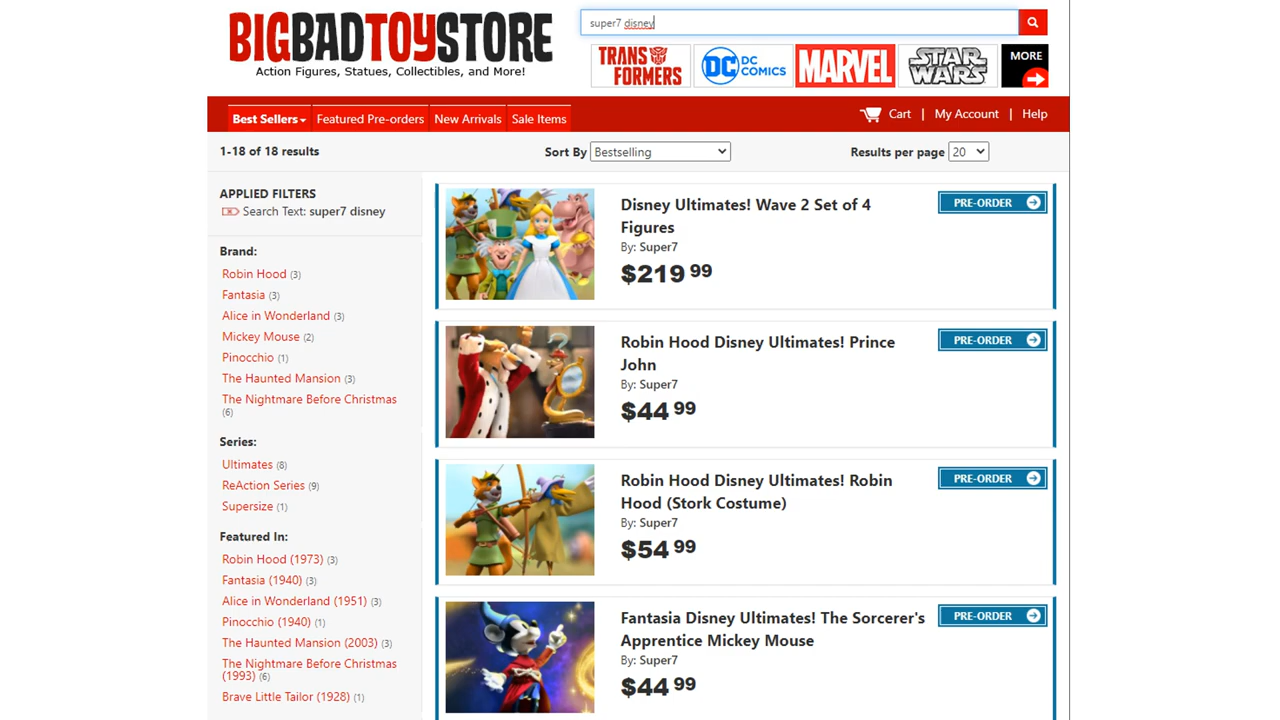 BIGBADTOYSTORE
Action Figures, Statues, Collectibles, and More!
super7 disney
TRANSFORMERS
DC DC COMICS
MARVEL
STAR WARS
MORE
Best Sellers
Featured Pre-orders
New Arrivals
Sale Items
Cart | My Account | Help
1-18 of 18 results
Sort By Bestselling
Results per page 20
APPLIED FILTERS
Search Text: super7 disney
Brand:
Robin Hood (3)
Fantasia (3)
Alice in Wonderland (3)
Mickey Mouse (2)
Pinocchio (1)
The Haunted Mansion (3)
The Nightmare Before Christmas
(6)
Series:
Ultimates (8)
ReAction Series (9)
Supersize (1)
Featured In:
Robin Hood (1973) (3)
Fantasia (1940) (3)
Alice in Wonderland (1951) (3)
Pinocchio (1940) (1)
The Haunted Mansion (2003) (3)
The Nightmare Before Christmas
(1993) (6)
Brave Little Tailor (1928) (1)
Disney Ultimates! Wave 2 Set of 4
Figures
By: Super7
$219 99
PRE-ORDER
Robin Hood Disney Ultimates! Prince
John
By: Super7
$44 99
PRE-ORDER
Robin Hood Disney Ultimates! Robin
Hood (Stork Costume)
By: Super7
$54 99
PRE-ORDER
Fantasia Disney Ultimates! The Sorcerer's
Apprentice Mickey Mouse
By: Super7
$44 99
PRE-ORDER